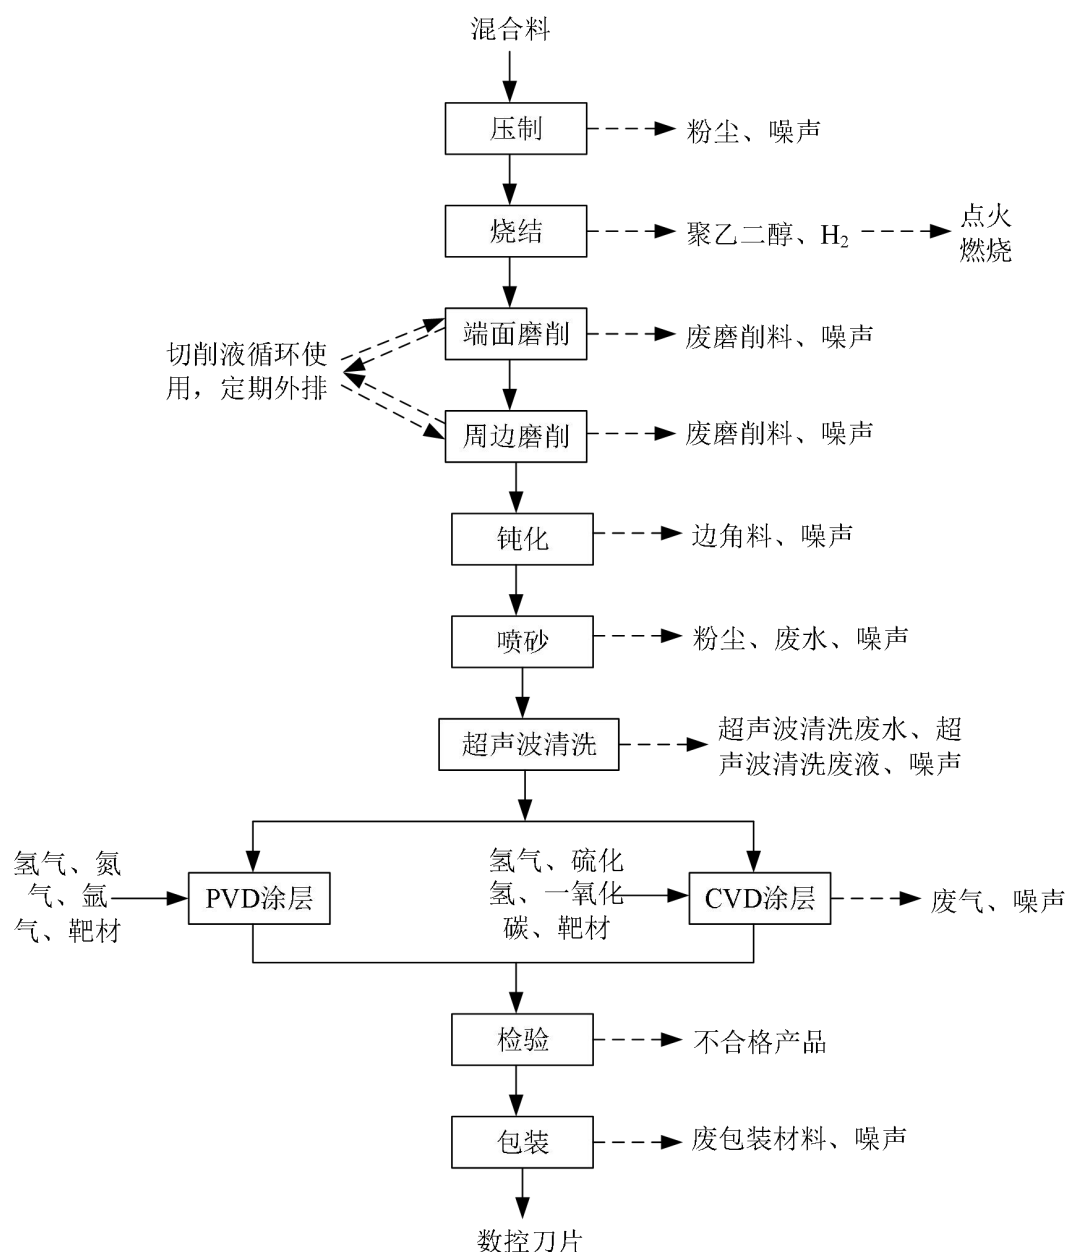 混合料
压制
粉尘、噪声
烧结
聚乙二醇、H₂
点火
燃烧
端面磨削
废磨削料、噪声
切削液循环使
用，定期外排
周边磨削
废磨削料、噪声
钝化
边角料、噪声
喷砂
粉尘、废水、噪声
超声波清洗
超声波清洗废水、超
声波清洗废液、噪声
氢气、氮
气、氩
气、靶材
PVD涂层
氢气、硫化
氢、一氧化
碳、靶材
CVD涂层
废气、噪声
检验
不合格产品
包装
废包装材料、噪声
数控刀片